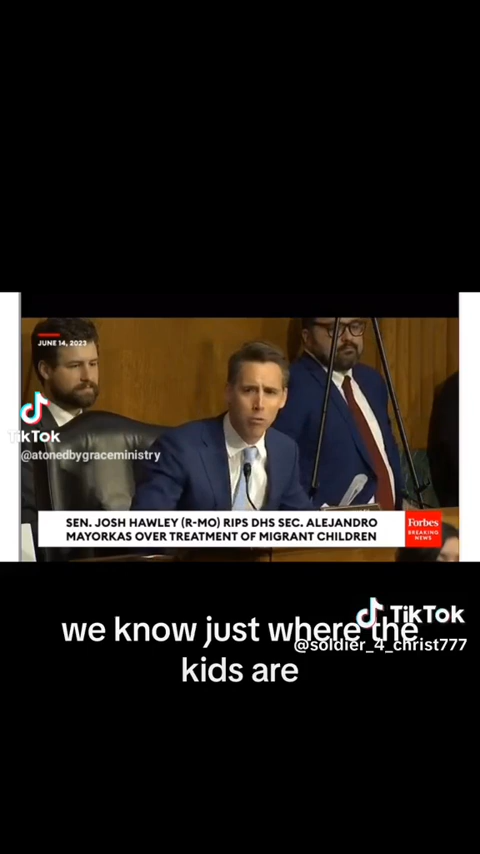 JUNE 14, 2023
TikTok
@atonedbygraceministry
SEN. JOSH HAWLEY (R-MO) RIPS DHS SEC. ALEJANDRO
MAYORKAS OVER TREATMENT OF MIGRANT CHILDREN
Forbes
BREAKING
NEWS
TikTok
we know just where the
@soldier_4_christ777
kids are